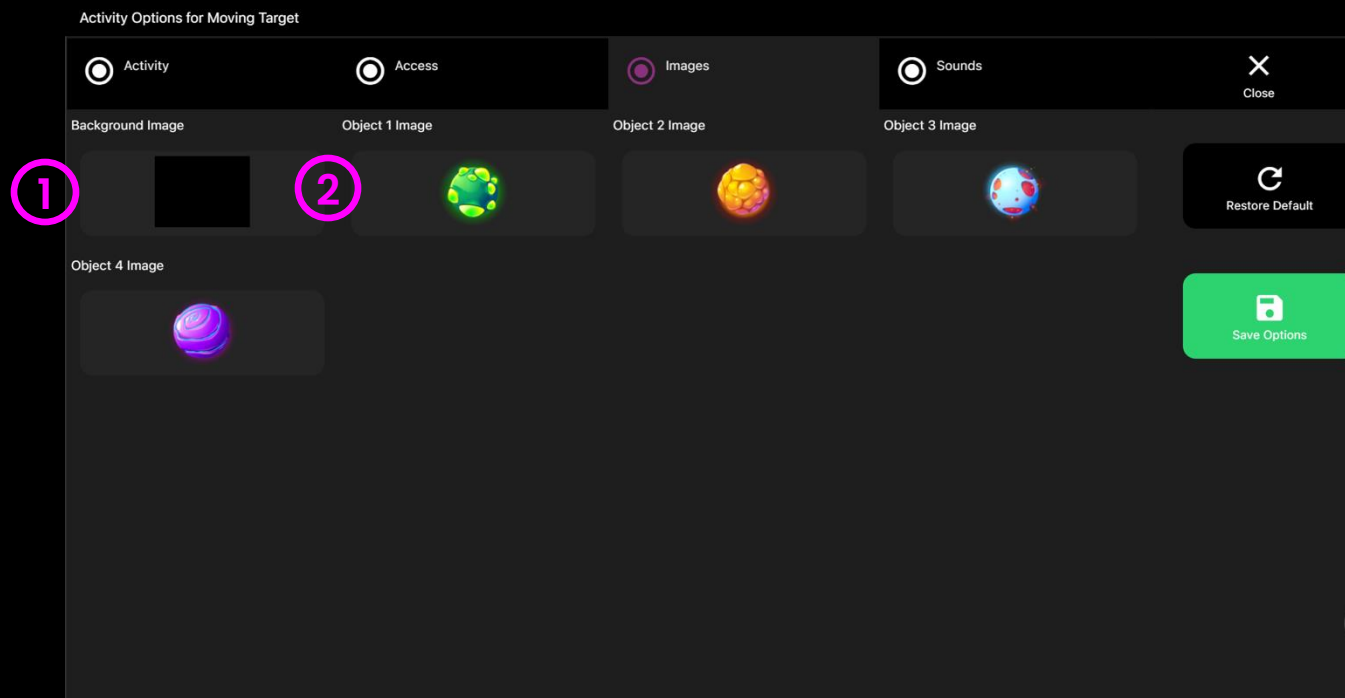 Activity Options for Moving Target
Activity
Access
Images
Sounds
Close
Background Image
Object 1 Image
Object 2 Image
Object 3 Image
1
2
Restore Default
Object 4 Image
Save Options